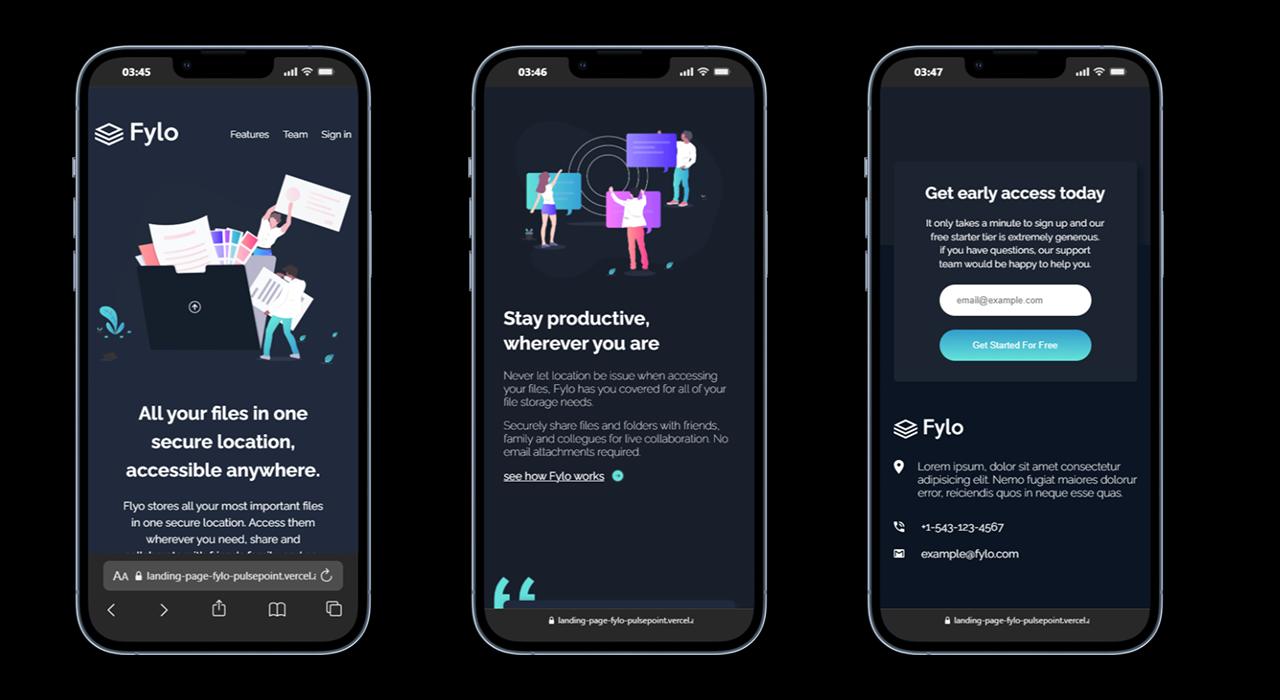 03:45
Fylo
Features Team Sign in
All your files in one
secure location,
accessible anywhere.
Flyo stores all your most important files
in one secure location. Access them
wherever you need, share and
AA landing-page-fylo-pulsepoint.vercel.a
03:46
Stay productive,
wherever you are
Never let location be issue when accessing
your files, Fylo has you covered for all of your
file storage needs.
Securely share files and folders with friends,
family and collegues for live collaboration. No
email attachments required.
see how Fylo works
“
landing-page-fylo-pulsepoint.vercel.a
03:47
Get early access today
It only takes a minute to sign up and our
free starter tier is extremely generous.
if you have questions, our support
team would be happy to help you.
email@example.com
Get Started For Free
Fylo
Lorem ipsum, dolor sit amet consectetur
adipisicing elit. Nemo fugiat maiores dolorur
error, reiciendis quos in neque esse quas.
+1-543-123-4567
example@fylo.com
landing-page-fylo-pulsepoint.vercel.a